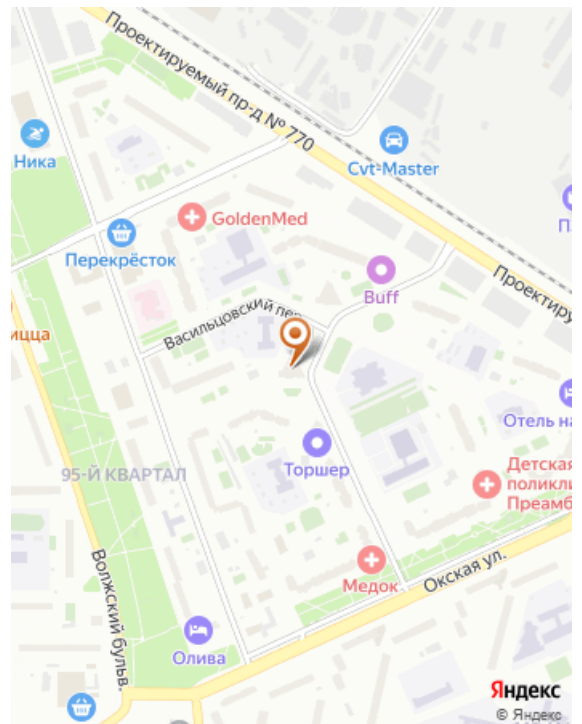 Проектируемый пр-д № 770
Ника
Cvt-Master
GoldenMed
Перекрёсток
Buff
Васильцовский пер
Проектиру
ицца
Отель на
Торшер
Детская
поликли
Преамб
95-Й КВАРТАЛ
Медок
Окская ул.
Волжский бульв.
Олива
Яндекс
© Яндекс